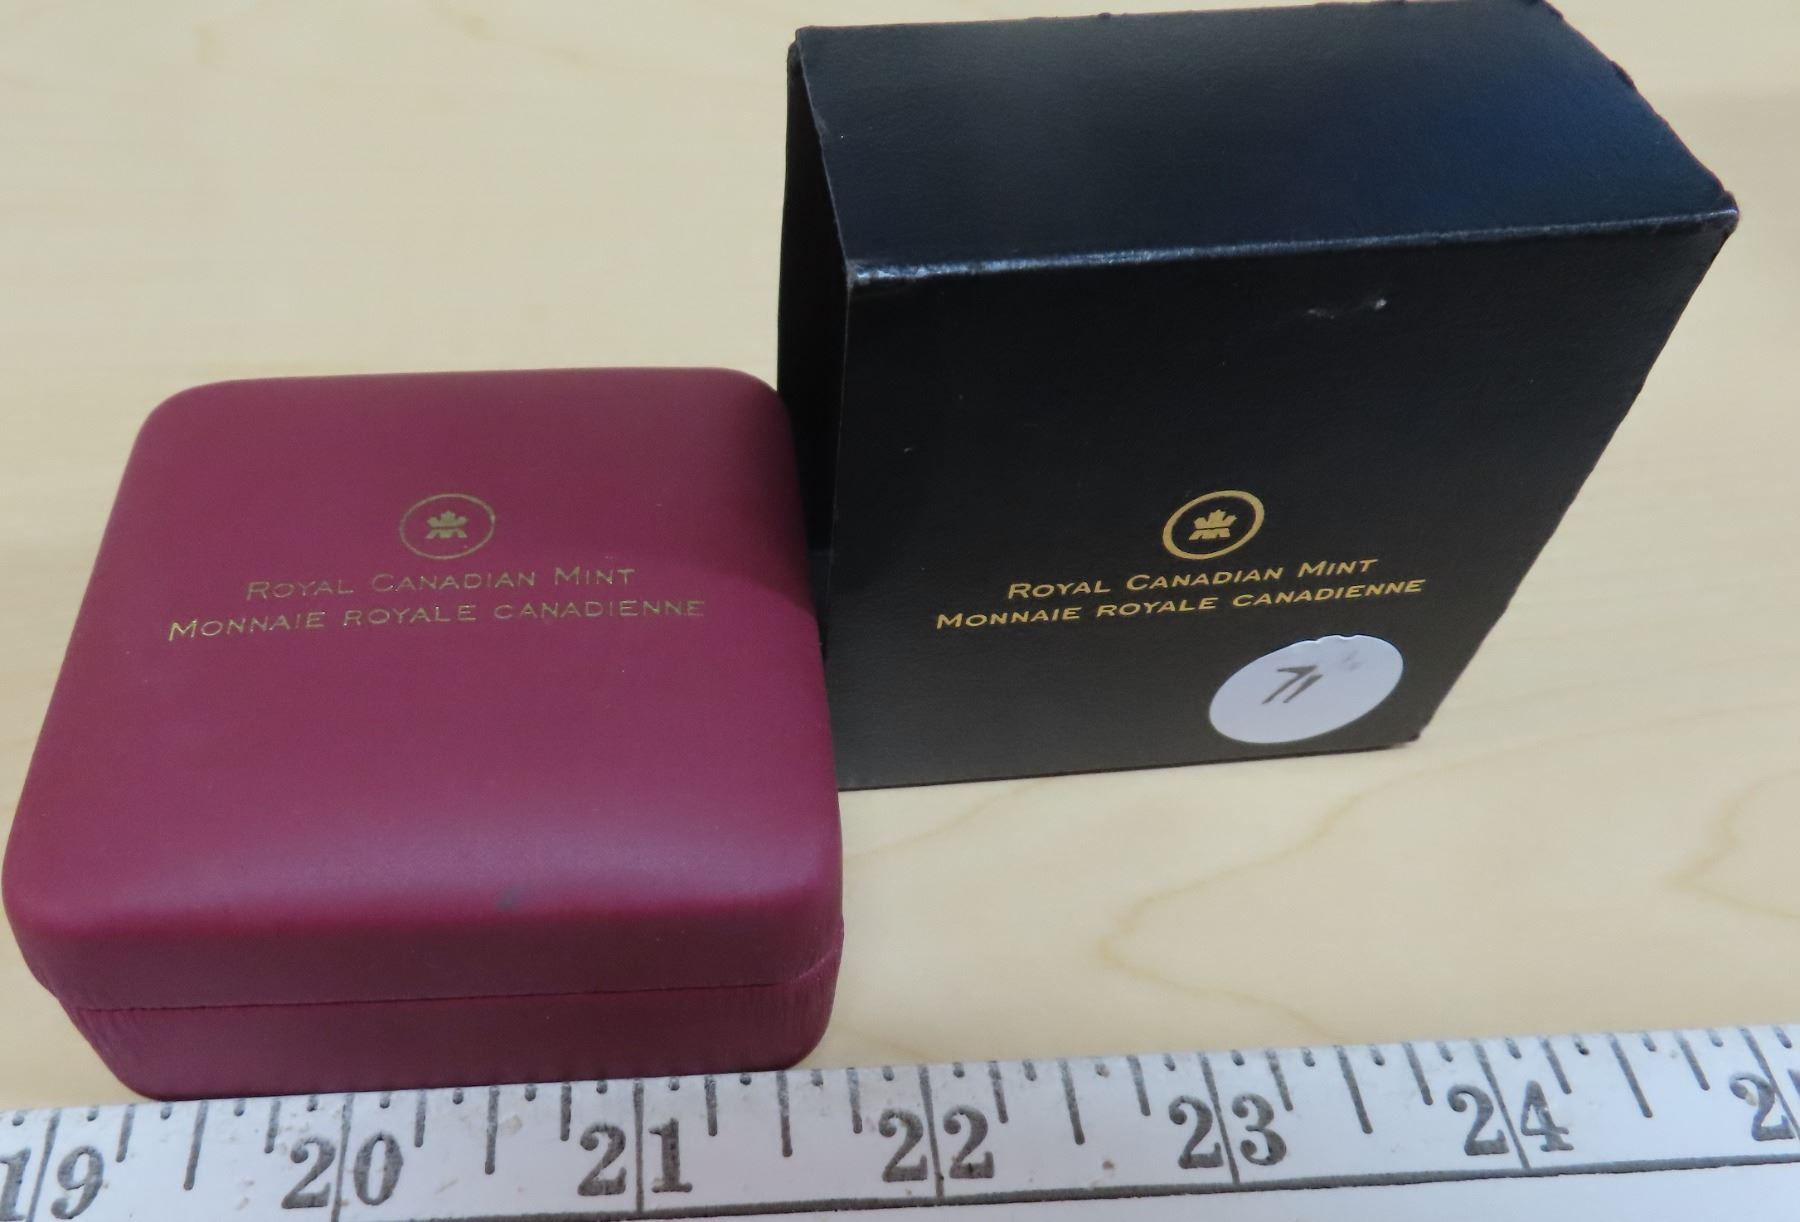 ROYAL CANADIAN MINT
MONNAIE ROYALE CANADIENNE
ROYAL CANADIAN MINT
MONNAIE ROYALE CANADIENNE
71
19 20 21 22 23 24